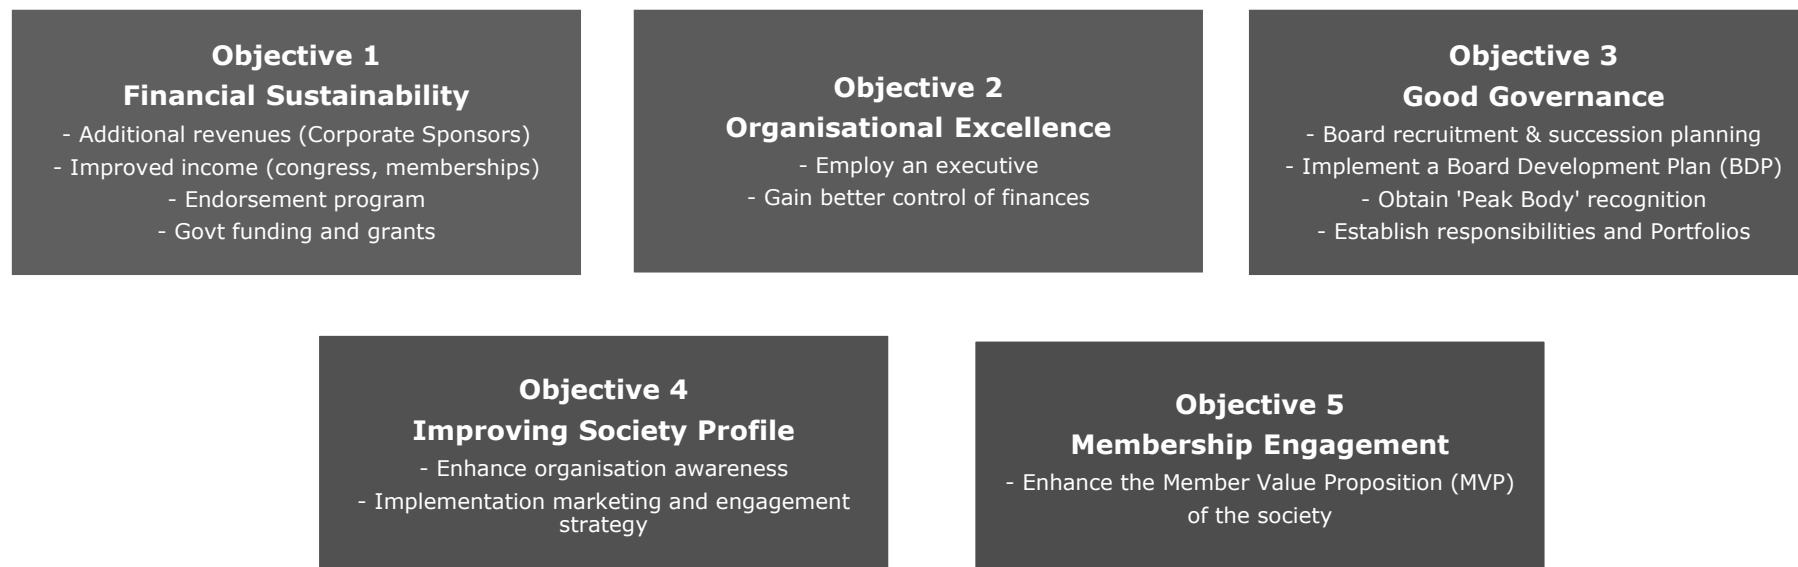 Objective 1
Financial Sustainability
- Additional revenues (Corporate Sponsors)
- Improved income (congress, memberships)
- Endorsement program
- Govt funding and grants
Objective 2
Organisational Excellence
- Employ an executive
- Gain better control of finances
Objective 3
Good Governance
- Board recruitment & succession planning
- Implement a Board Development Plan (BDP)
- Obtain 'Peak Body' recognition
- Establish responsibilities and Portfolios
Objective 4
Improving Society Profile
- Enhance organisation awareness
- Implementation marketing and engagement
strategy
Objective 5
Membership Engagement
- Enhance the Member Value Proposition (MVP)
of the society